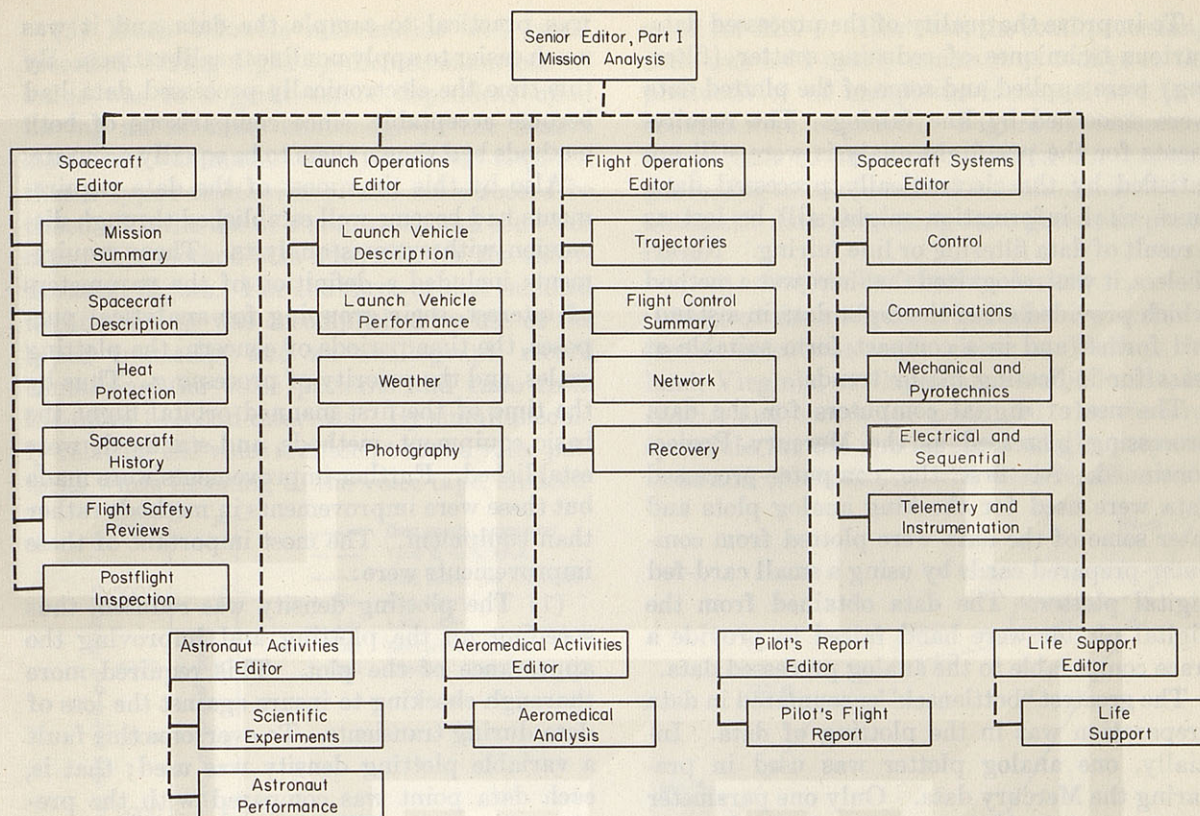 Senior Editor, Part I
Mission Analysis
Spacecraft
Editor
Mission
Summary
Spacecraft
Description
Heat
Protection
Spacecraft
History
Flight Safety
Reviews
Postflight
Inspection
Launch Operations
Editor
Launch Vehicle
Description
Launch Vehicle
Performance
Weather
Photography
Flight Operations
Editor
Trajectories
Flight Control
Summary
Network
Recovery
Spacecraft Systems
Editor
Control
Communications
Mechanical and
Pyrotechnics
Electrical and
Sequential
Telemetry and
Instrumentation
Astronaut Activities
Editor
Scientific
Experiments
Astronaut
Performance
Aeromedical Activities
Editor
Aeromedical
Analysis
Pilot's Report
Editor
Pilot's Flight
Report
Life Support
Editor
Life
Support